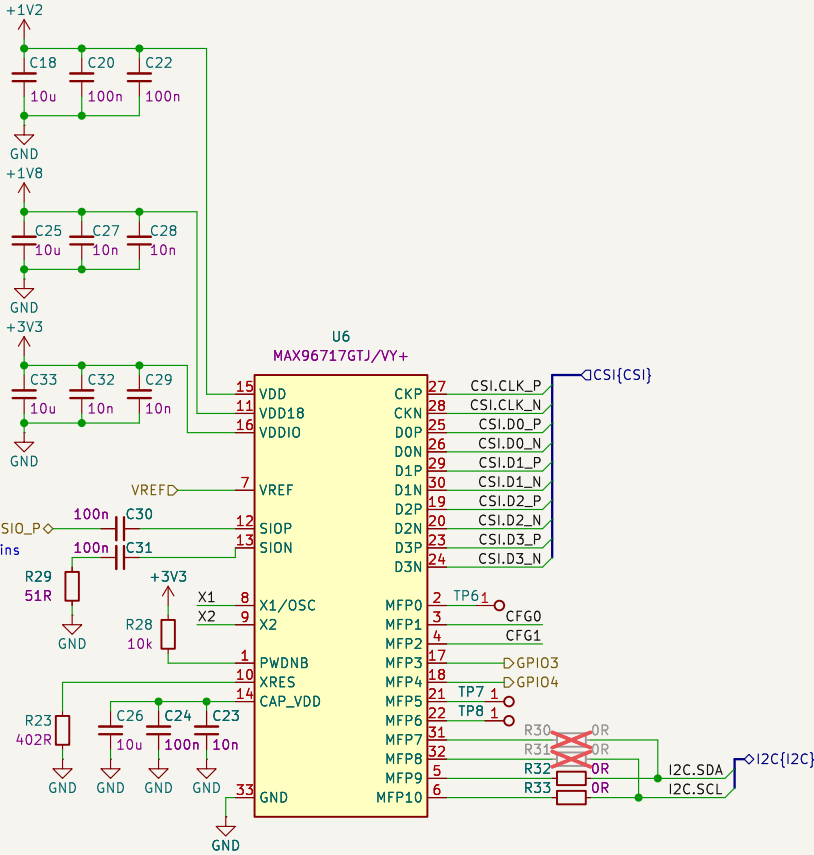 +1V2
C18 C20 C22
10u 100n 100n
GND
+1V8
C25 C27 C28
10u 10n 10n
GND
+3V3
C33 C32 C29
10u 10n 10n
GND
U6
MAX96717GTJ/VY+
15 VDD CKP 27 CSI.CLK_P CSI{CSI}
11 VDD18 CKN 28 CSI.CLK_N
16 VDDIO D0P 25 CSI.D0_P
D0N 26 CSI.D0_N
D1P 29 CSI.D1_P
VREF 7 VREF D1N 30 CSI.D1_N
D2P 19 CSI.D2_P
SIO_P 100n C30 12 SIOP D2N 20 CSI.D2_N
ins 100n C31 13 SION D3P 23 CSI.D3_P
D3N 24 CSI.D3_N
R29 51R GND
+3V3
X1 8 X1/OSC MFP0 2 TP6 1
X2 9 X2 MFP1 3 CFG0
R28 10k
MFP2 4 CFG1
1 PWDNB MFP3 17 GPIO3
10 XRES MFP4 18 GPIO4
14 CAP_VDD MFP5 21 TP7 1
MFP6 22 TP8 1
R23 402R GND
C26 C24 C23
10u 100n 10n
GND GND GND
MFP7 31 R30 0R
MFP8 32 R31 0R
MFP9 5 R32 0R I2C.SDA I2C{I2C}
33 GND MFP10 6 R33 0R I2C.SCL
GND